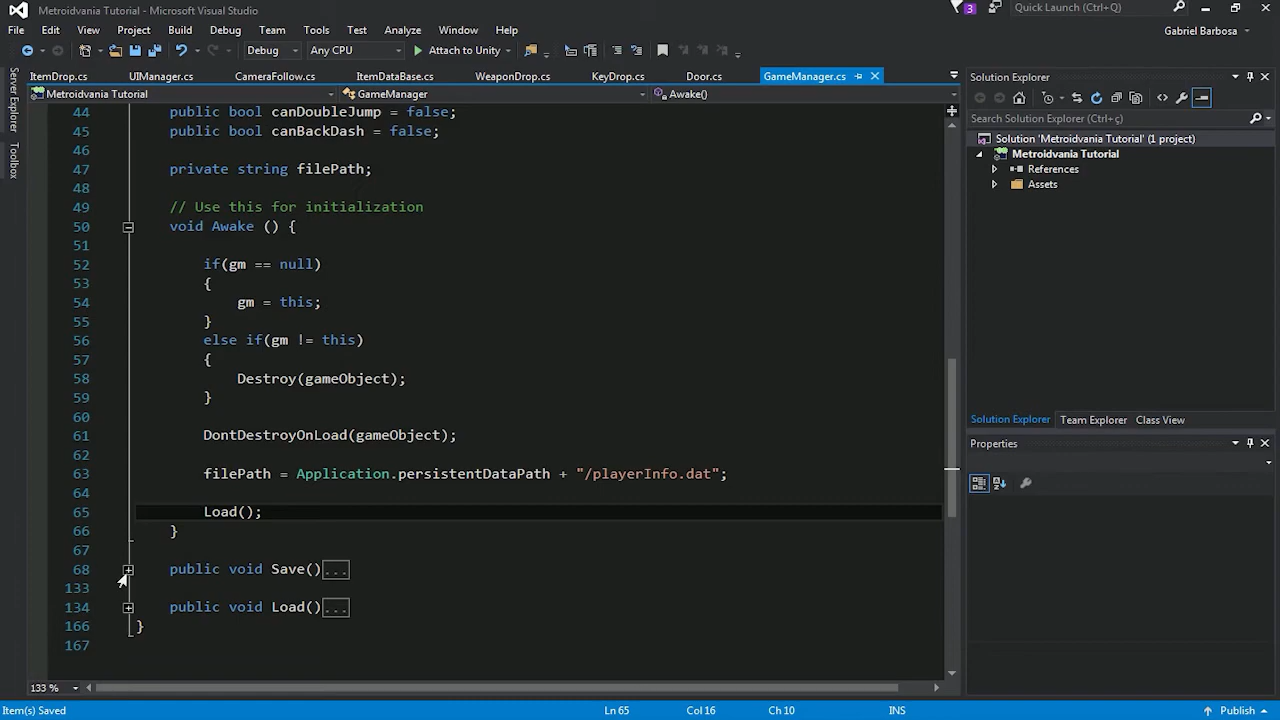 Metroidvania Tutorial - Microsoft Visual Studio
3
Quick Launch (Ctrl+Q)
File Edit View Project Build Debug Team Tools Test Analyze Window Help
Gabriel Barbosa
Debug Any CPU Attach to Unity
ItemDrop.cs UIManager.cs CameraFollow.cs ItemDataBase.cs WeaponDrop.cs KeyDrop.cs Door.cs GameManager.cs
Solution Explorer
Metroidvania Tutorial GameManager Awake()
Server Explorer
Toolbox
44 public bool canDoubleJump = false;
45 public bool canBackDash = false;
46
47 private string filePath;
48
49 // Use this for initialization
50 void Awake () {
51
52 if(gm == null)
53 {
54 gm = this;
55 }
56 else if(gm != this)
57 {
58 Destroy(gameObject);
59 }
60
61 DontDestroyOnLoad(gameObject);
62
63 filePath = Application.persistentDataPath + "/playerInfo.dat";
64
65 Load();
66 }
67
68 public void Save()...
133
134 public void Load()...
166 }
167
Search Solution Explorer (Ctrl+ç)
Solution 'Metroidvania Tutorial' (1 project)
Metroidvania Tutorial
References
Assets
Solution Explorer Team Explorer Class View
Properties
133 %
Item(s) Saved Ln 65 Col 16 Ch 10 INS Publish